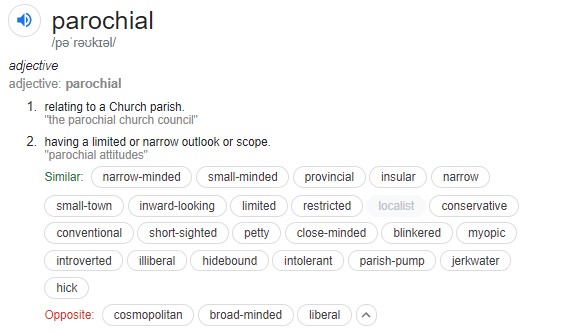 parochial
/pəˈrəʊkɪəl/
adjective
adjective: parochial
1. relating to a Church parish.
"the parochial church council"
2. having a limited or narrow outlook or scope.
"parochial attitudes"
Similar: narrow-minded small-minded provincial insular narrow
small-town inward-looking limited restricted localist conservative
conventional short-sighted petty close-minded blinkered myopic
introverted illiberal hidebound intolerant parish-pump jerkwater
hick
Opposite: cosmopolitan broad-minded liberal